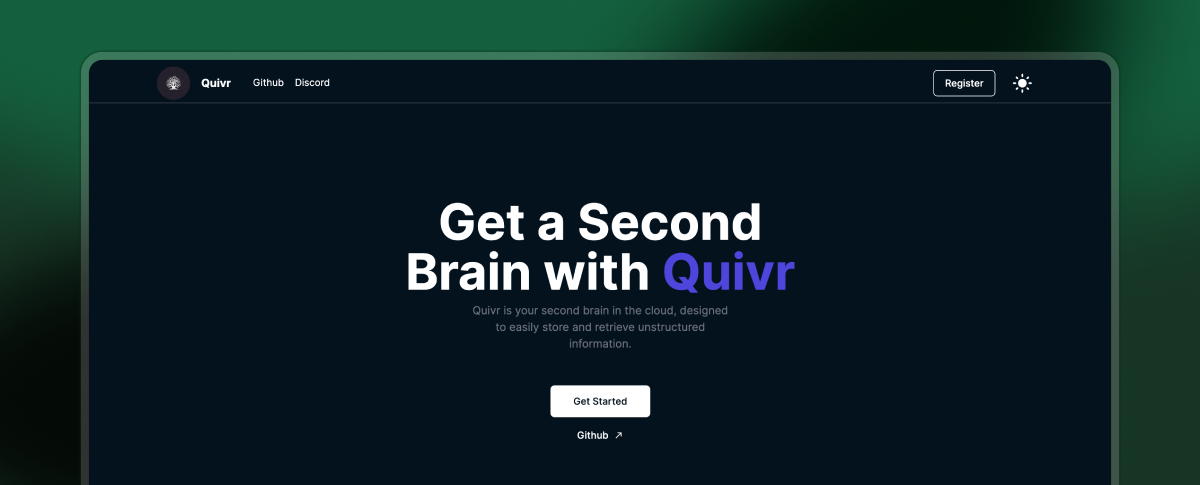 Quivr Github Discord Register
Get a Second
Brain with Quivr
Quivr is your second brain in the cloud, designed
to easily store and retrieve unstructured
information.
Get Started
Github ↗